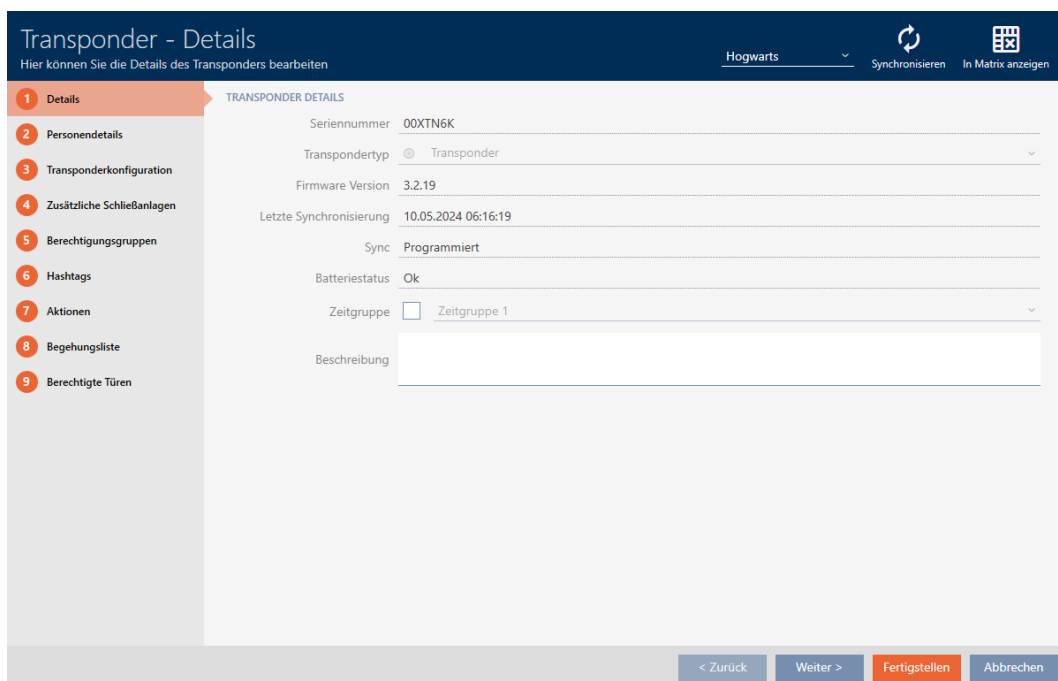 Transponder - Details
Hier können Sie die Details des Transponders bearbeiten
Hogwarts
Synchronisieren
In Matrix anzeigen
1 Details
2 Personendetails
3 Transponderkonfiguration
4 Zusätzliche Schließanlagen
5 Berechtigungsgruppen
6 Hashtags
7 Aktionen
8 Begehungsliste
9 Berechtigte Türen
TRANSPONDER DETAILS
Seriennummer 00XTN6K
Transpondertyp Transponder
Firmware Version 3.2.19
Letzte Synchronisierung 10.05.2024 06:16:19
Sync Programmiert
Batteriestatus Ok
Zeitgruppe Zeitgruppe 1
Beschreibung
< Zurück Weiter > Fertigstellen Abbrechen